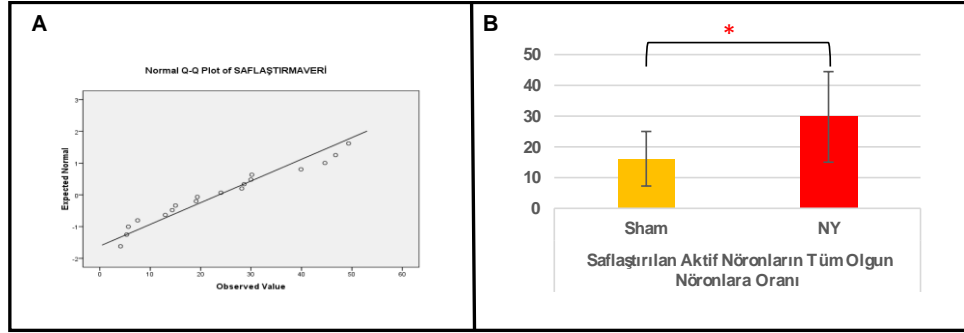 A
Normal Q-Q Plot of SAFLAŞTIRMAVERİ
3
2
1
0
-1
-2
Expected Normal
0 10 20 30 40 50 60
Observed Value
B
*
50
40
30
20
10
0
Sham NY
Saflaştırılan Aktif Nöronların Tüm Olgun
Nöronlara Oranı